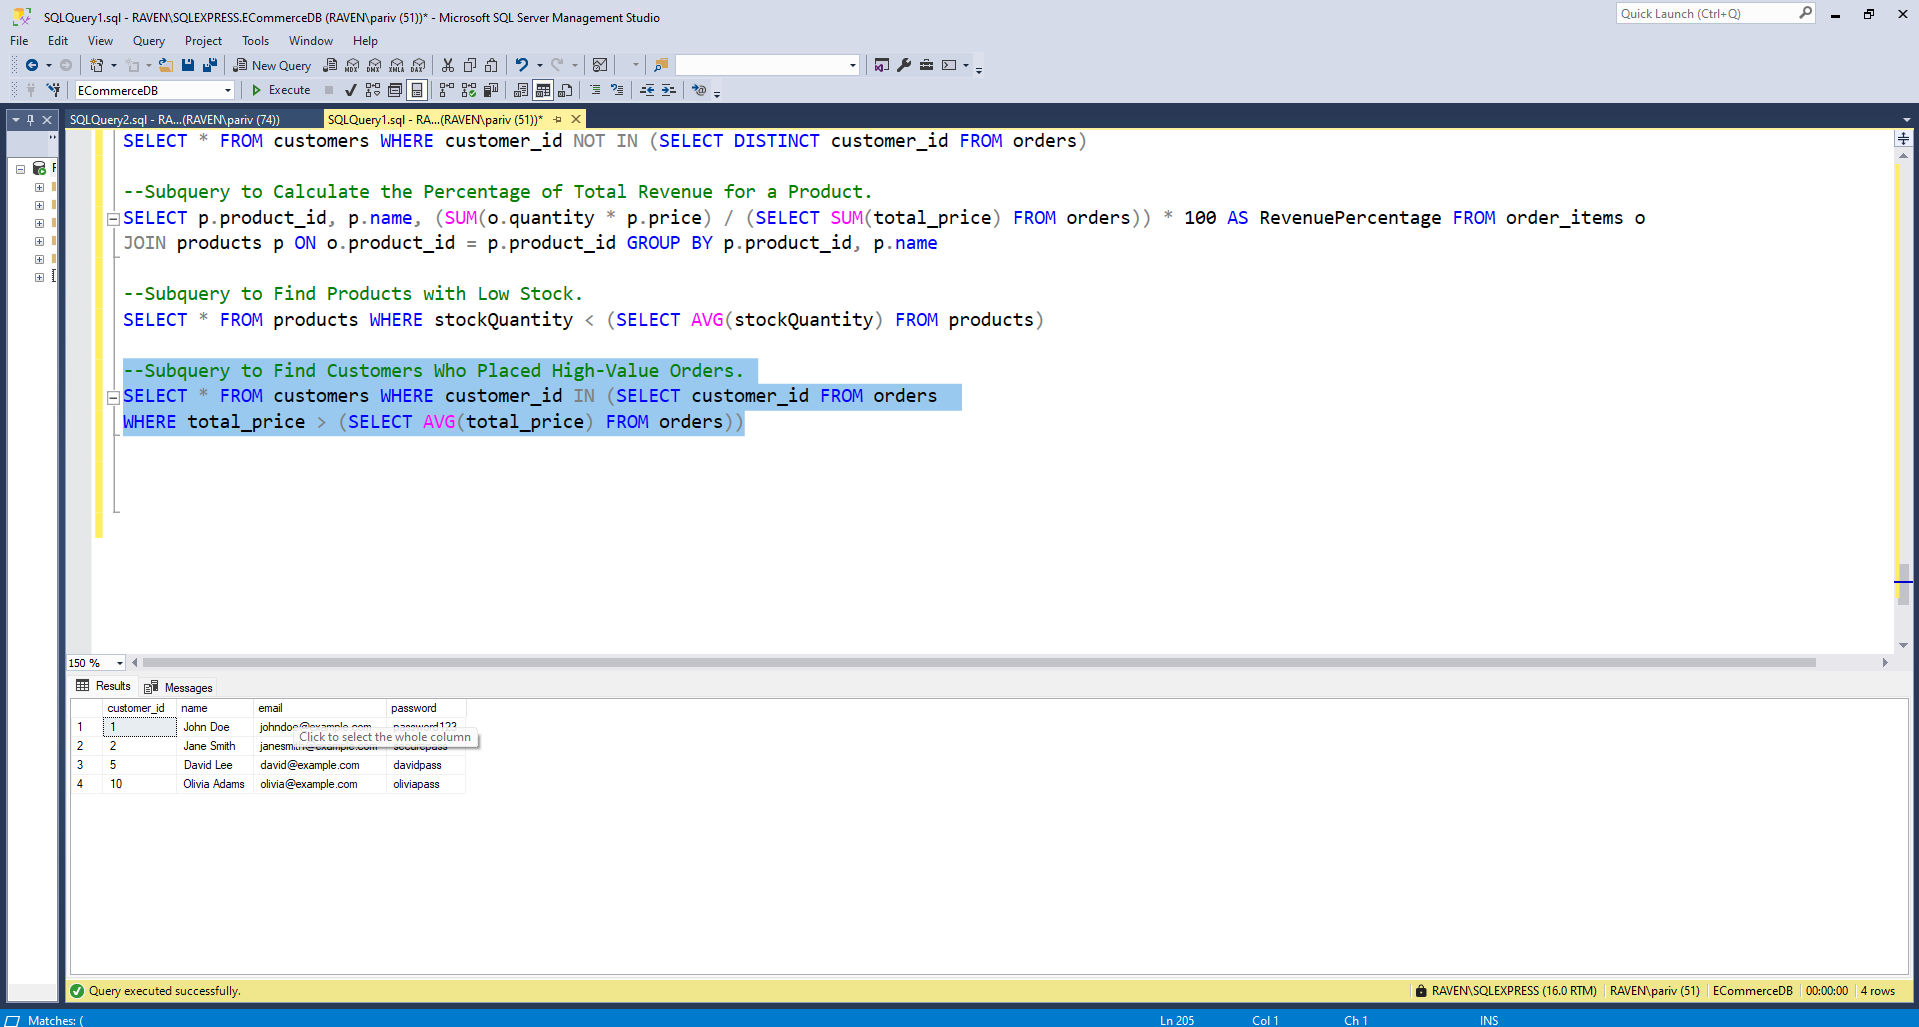 SQLQuery1.sql - RAVEN\SQLEXPRESS.ECommerceDB (RAVEN\pariv (51))* - Microsoft SQL Server Management Studio
Quick Launch (Ctrl+Q)
File Edit View Query Project Tools Window Help
New Query
ECommerceDB
Execute
SQLQuery2.sql - RA...(RAVEN\pariv (74))
SQLQuery1.sql - RA...(RAVEN\pariv (51))*
SELECT * FROM customers WHERE customer_id NOT IN (SELECT DISTINCT customer_id FROM orders)
--Subquery to Calculate the Percentage of Total Revenue for a Product.
SELECT p.product_id, p.name, (SUM(o.quantity * p.price) / (SELECT SUM(total_price) FROM orders)) * 100 AS RevenuePercentage FROM order_items o
JOIN products p ON o.product_id = p.product_id GROUP BY p.product_id, p.name
--Subquery to Find Products with Low Stock.
SELECT * FROM products WHERE stockQuantity < (SELECT AVG(stockQuantity) FROM products)
--Subquery to Find Customers Who Placed High-Value Orders.
SELECT * FROM customers WHERE customer_id IN (SELECT customer_id FROM orders
WHERE total_price > (SELECT AVG(total_price) FROM orders))
150 %
Results Messages
customer_id name email password
1 1 John Doe johndoe@example.com password123
Click to select the whole column
2 2 Jane Smith janesmith@example.com securepass
3 5 David Lee david@example.com davidpass
4 10 Olivia Adams olivia@example.com oliviapass
Query executed successfully.
RAVEN\SQLEXPRESS (16.0 RTM) RAVEN\pariv (51) ECommerceDB 00:00:00 4 rows
Matches: (
Ln 205 Col 1 Ch 1 INS